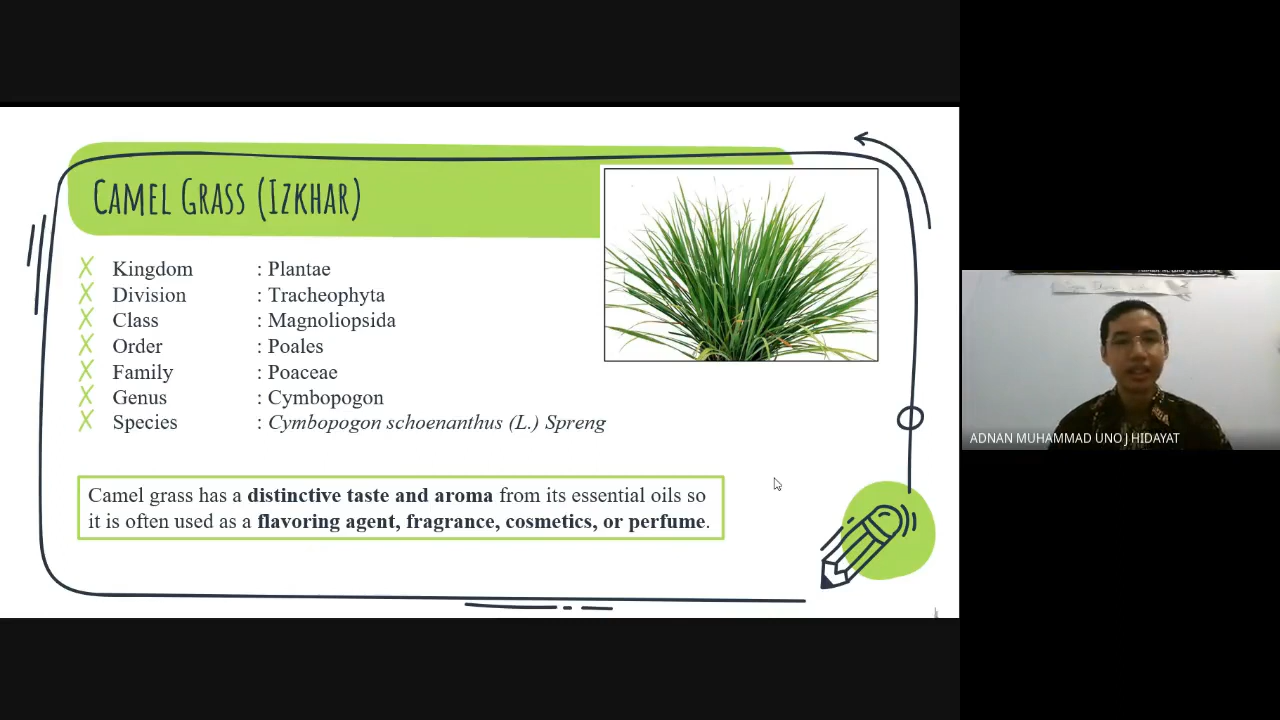 CAMEL GRASS (IZKHAR)
Kingdom : Plantae
Division : Tracheophyta
Class : Magnoliopsida
Order : Poales
Family : Poaceae
Genus : Cymbopogon
Species : Cymbopogon schoenanthus (L.) Spreng
Camel grass has a distinctive taste and aroma from its essential oils so
it is often used as a flavoring agent, fragrance, cosmetics, or perfume.
ADNAN MUHAMMAD UNO J HIDAYAT